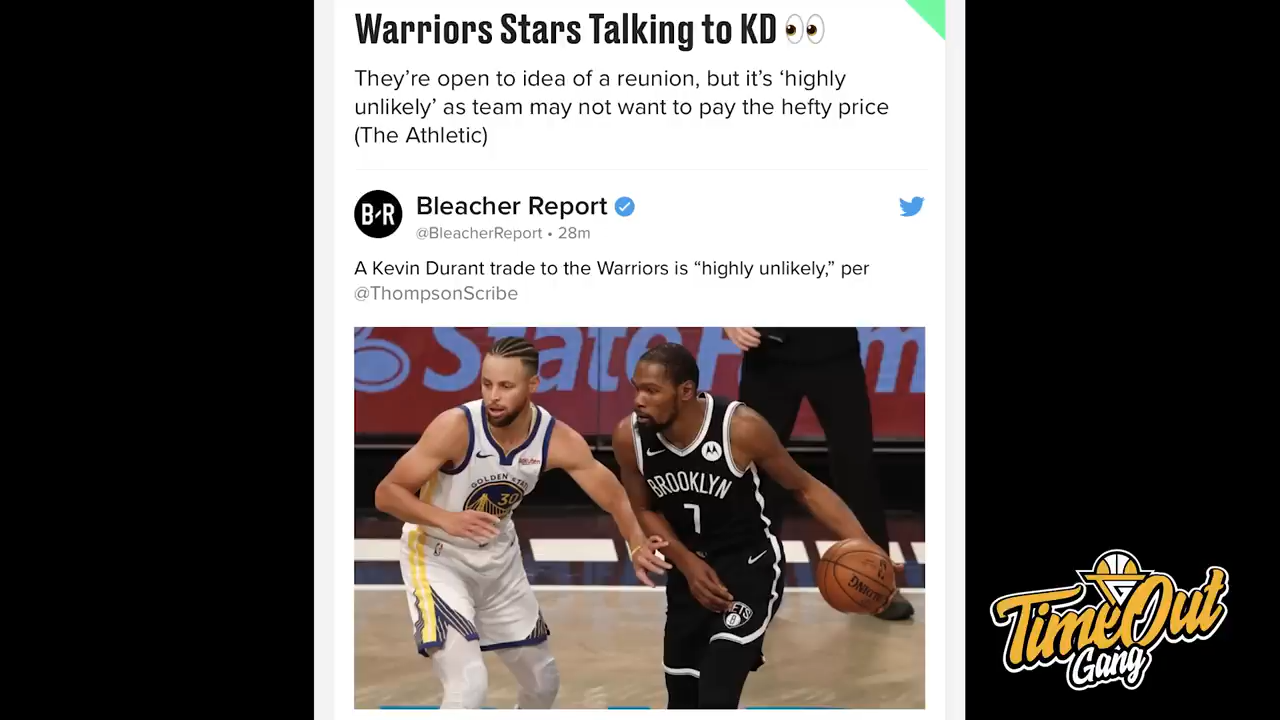 Warriors Stars Talking to KD 👀
They’re open to idea of a reunion, but it’s ‘highly
unlikely’ as team may not want to pay the hefty price
(The Athletic)
B/R
Bleacher Report
@BleacherReport • 28m
A Kevin Durant trade to the Warriors is “highly unlikely,” per
@ThompsonScribe
StateFarm
GOLDEN STATE
30
BROOKLYN
7
NETS
B
TimeOut
Gang